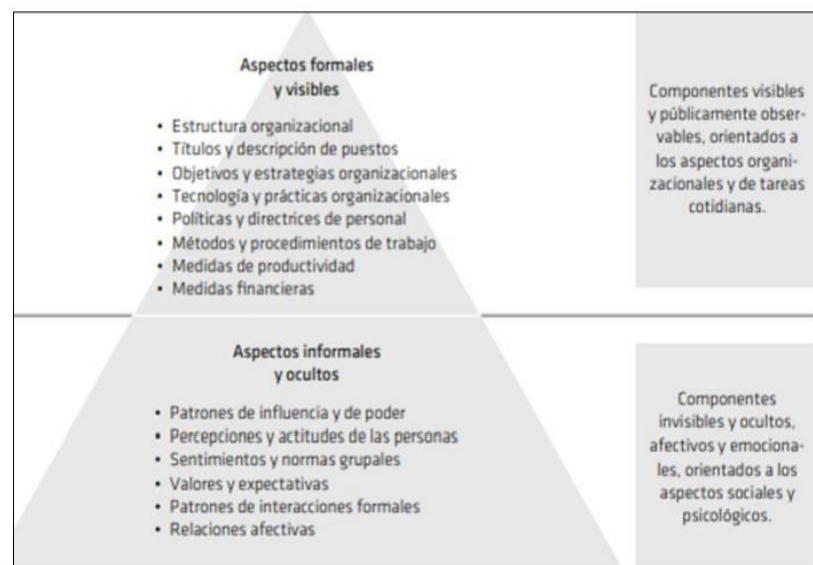 Aspectos formales
y visibles
• Estructura organizacional
• Títulos y descripción de puestos
• Objetivos y estrategias organizacionales
• Tecnología y prácticas organizacionales
• Políticas y directrices de personal
• Métodos y procedimientos de trabajo
• Medidas de productividad
• Medidas financieras
Componentes visibles
y públicamente obser-
vables, orientados a
los aspectos organi-
zacionales y de tareas
cotidianas.
Aspectos informales
y ocultos
• Patrones de influencia y de poder
• Percepciones y actitudes de las personas
• Sentimientos y normas grupales
• Valores y expectativas
• Patrones de interacciones formales
• Relaciones afectivas
Componentes
invisibles y ocultos,
afectivos y emociona-
les, orientados a los
aspectos sociales y
psicológicos.